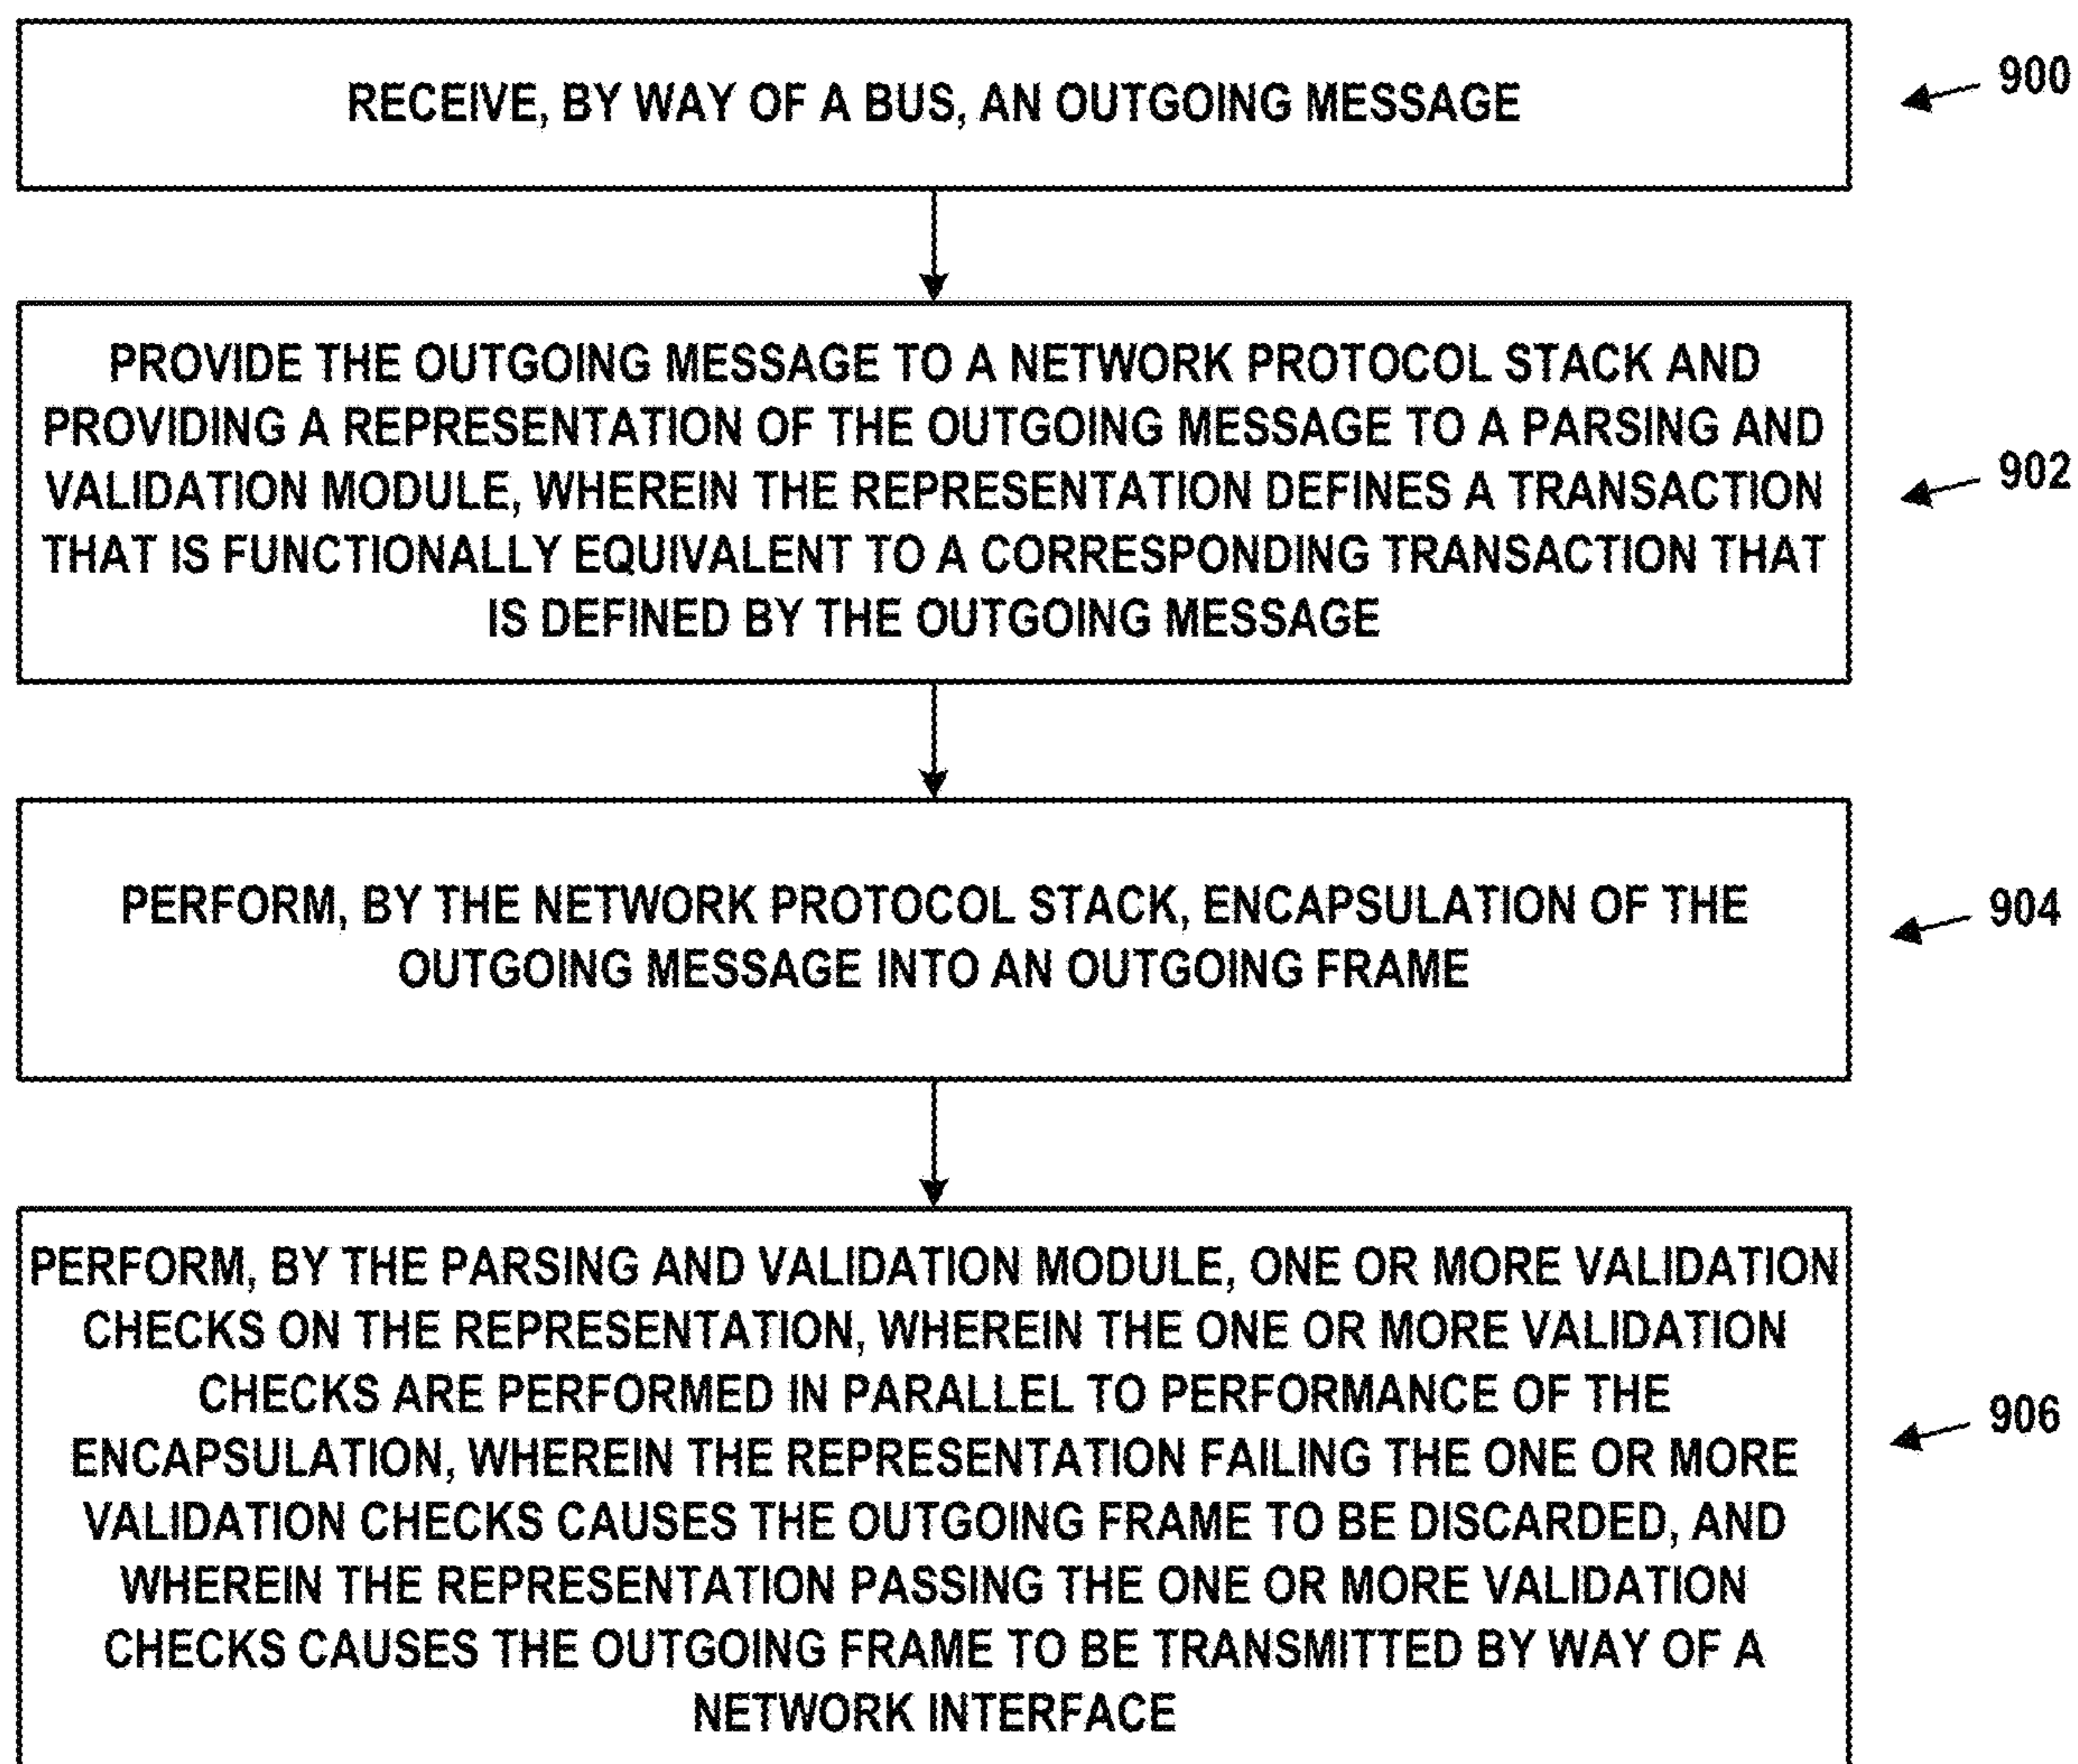 RECEIVE, BY WAY OF A BUS, AN OUTGOING MESSAGE
900
PROVIDE THE OUTGOING MESSAGE TO A NETWORK PROTOCOL STACK AND
PROVIDING A REPRESENTATION OF THE OUTGOING MESSAGE TO A PARSING AND
VALIDATION MODULE, WHEREIN THE REPRESENTATION DEFINES A TRANSACTION
THAT IS FUNCTIONALLY EQUIVALENT TO A CORRESPONDING TRANSACTION THAT
IS DEFINED BY THE OUTGOING MESSAGE
902
PERFORM, BY THE NETWORK PROTOCOL STACK, ENCAPSULATION OF THE
OUTGOING MESSAGE INTO AN OUTGOING FRAME
904
PERFORM, BY THE PARSING AND VALIDATION MODULE, ONE OR MORE VALIDATION
CHECKS ON THE REPRESENTATION, WHEREIN THE ONE OR MORE VALIDATION
CHECKS ARE PERFORMED IN PARALLEL TO PERFORMANCE OF THE
ENCAPSULATION, WHEREIN THE REPRESENTATION FAILING THE ONE OR MORE
VALIDATION CHECKS CAUSES THE OUTGOING FRAME TO BE DISCARDED, AND
WHEREIN THE REPRESENTATION PASSING THE ONE OR MORE VALIDATION
CHECKS CAUSES THE OUTGOING FRAME TO BE TRANSMITTED BY WAY OF A
NETWORK INTERFACE
906